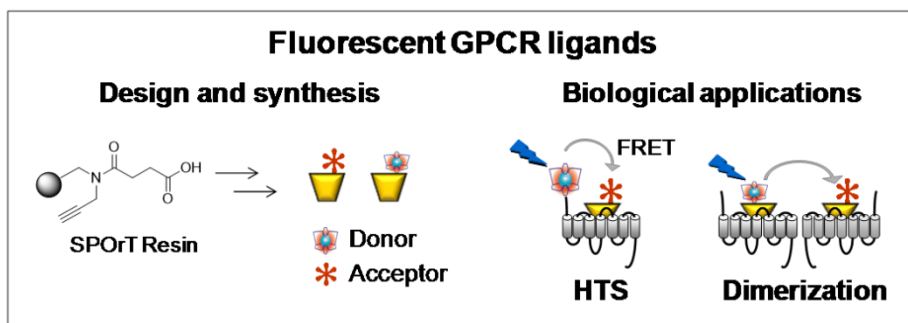 Fluorescent GPCR ligands
Design and synthesis
O
OH
N
O
SPOrT Resin
Donor
Acceptor
Biological applications
FRET
HTS
Dimerization